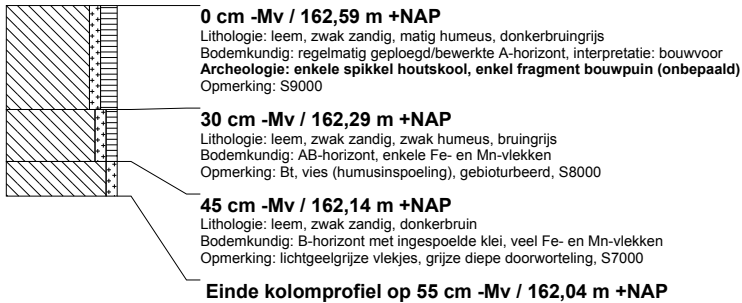 0 cm -Mv / 162,59 m +NAP
Lithologie: leem, zwak zandig, matig humeus, donkerbruingrijs
Bodemkundig: regelmatig geploegd/bewerkte A-horizont, interpretatie: bouwvoor
Archeologie: enkele spikkel houtskool, enkel fragment bouwpuin (onbepaald)
Opmerking: S9000
30 cm -Mv / 162,29 m +NAP
Lithologie: leem, zwak zandig, zwak humeus, bruingrijs
Bodemkundig: AB-horizont, enkele Fe- en Mn-vlekken
Opmerking: Bt, vies (humusinspoeling), gebioturbeerd, S8000
45 cm -Mv / 162,14 m +NAP
Lithologie: leem, zwak zandig, donkerbruin
Bodemkundig: B-horizont met ingespoelde klei, veel Fe- en Mn-vlekken
Opmerking: lichtgeelgrijze vlekjes, grijze diepe doorworteling, S7000
Einde kolomprofiel op 55 cm -Mv / 162,04 m +NAP